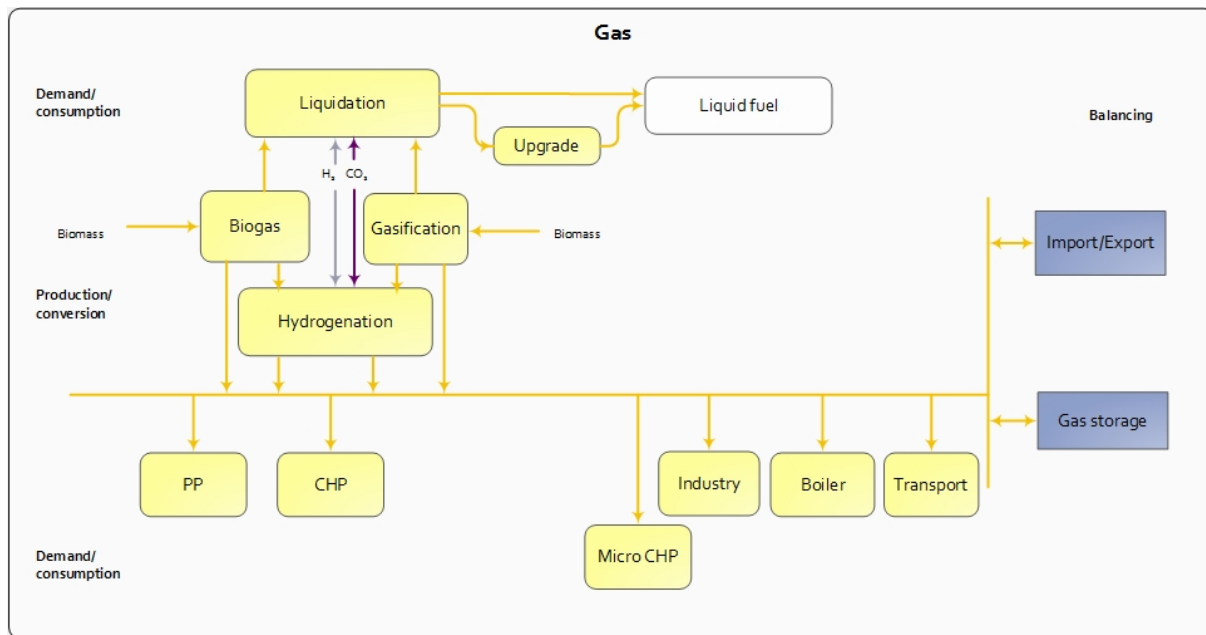 Gas
Demand/
consumption
Liquidation
Liquid fuel
Balancing
Upgrade
H₂
CO₂
Biomass
Biogas
Gasification
Biomass
Import/Export
Production/
conversion
Hydrogenation
Gas storage
PP
CHP
Industry
Boiler
Transport
Micro CHP
Demand/
consumption